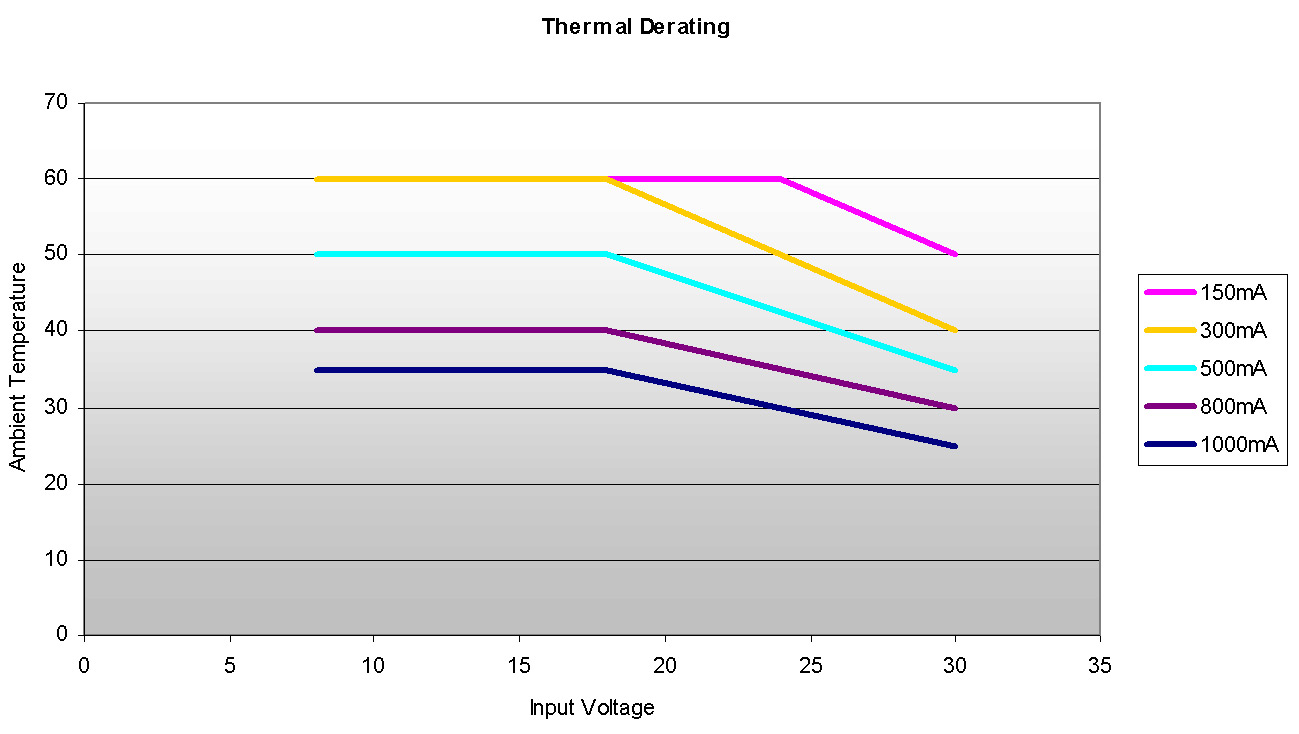 Thermal Derating
70
60
50
40
30
20
10
0
Ambient Temperature
0 5 10 15 20 25 30 35
Input Voltage
150mA
300mA
500mA
800mA
1000mA